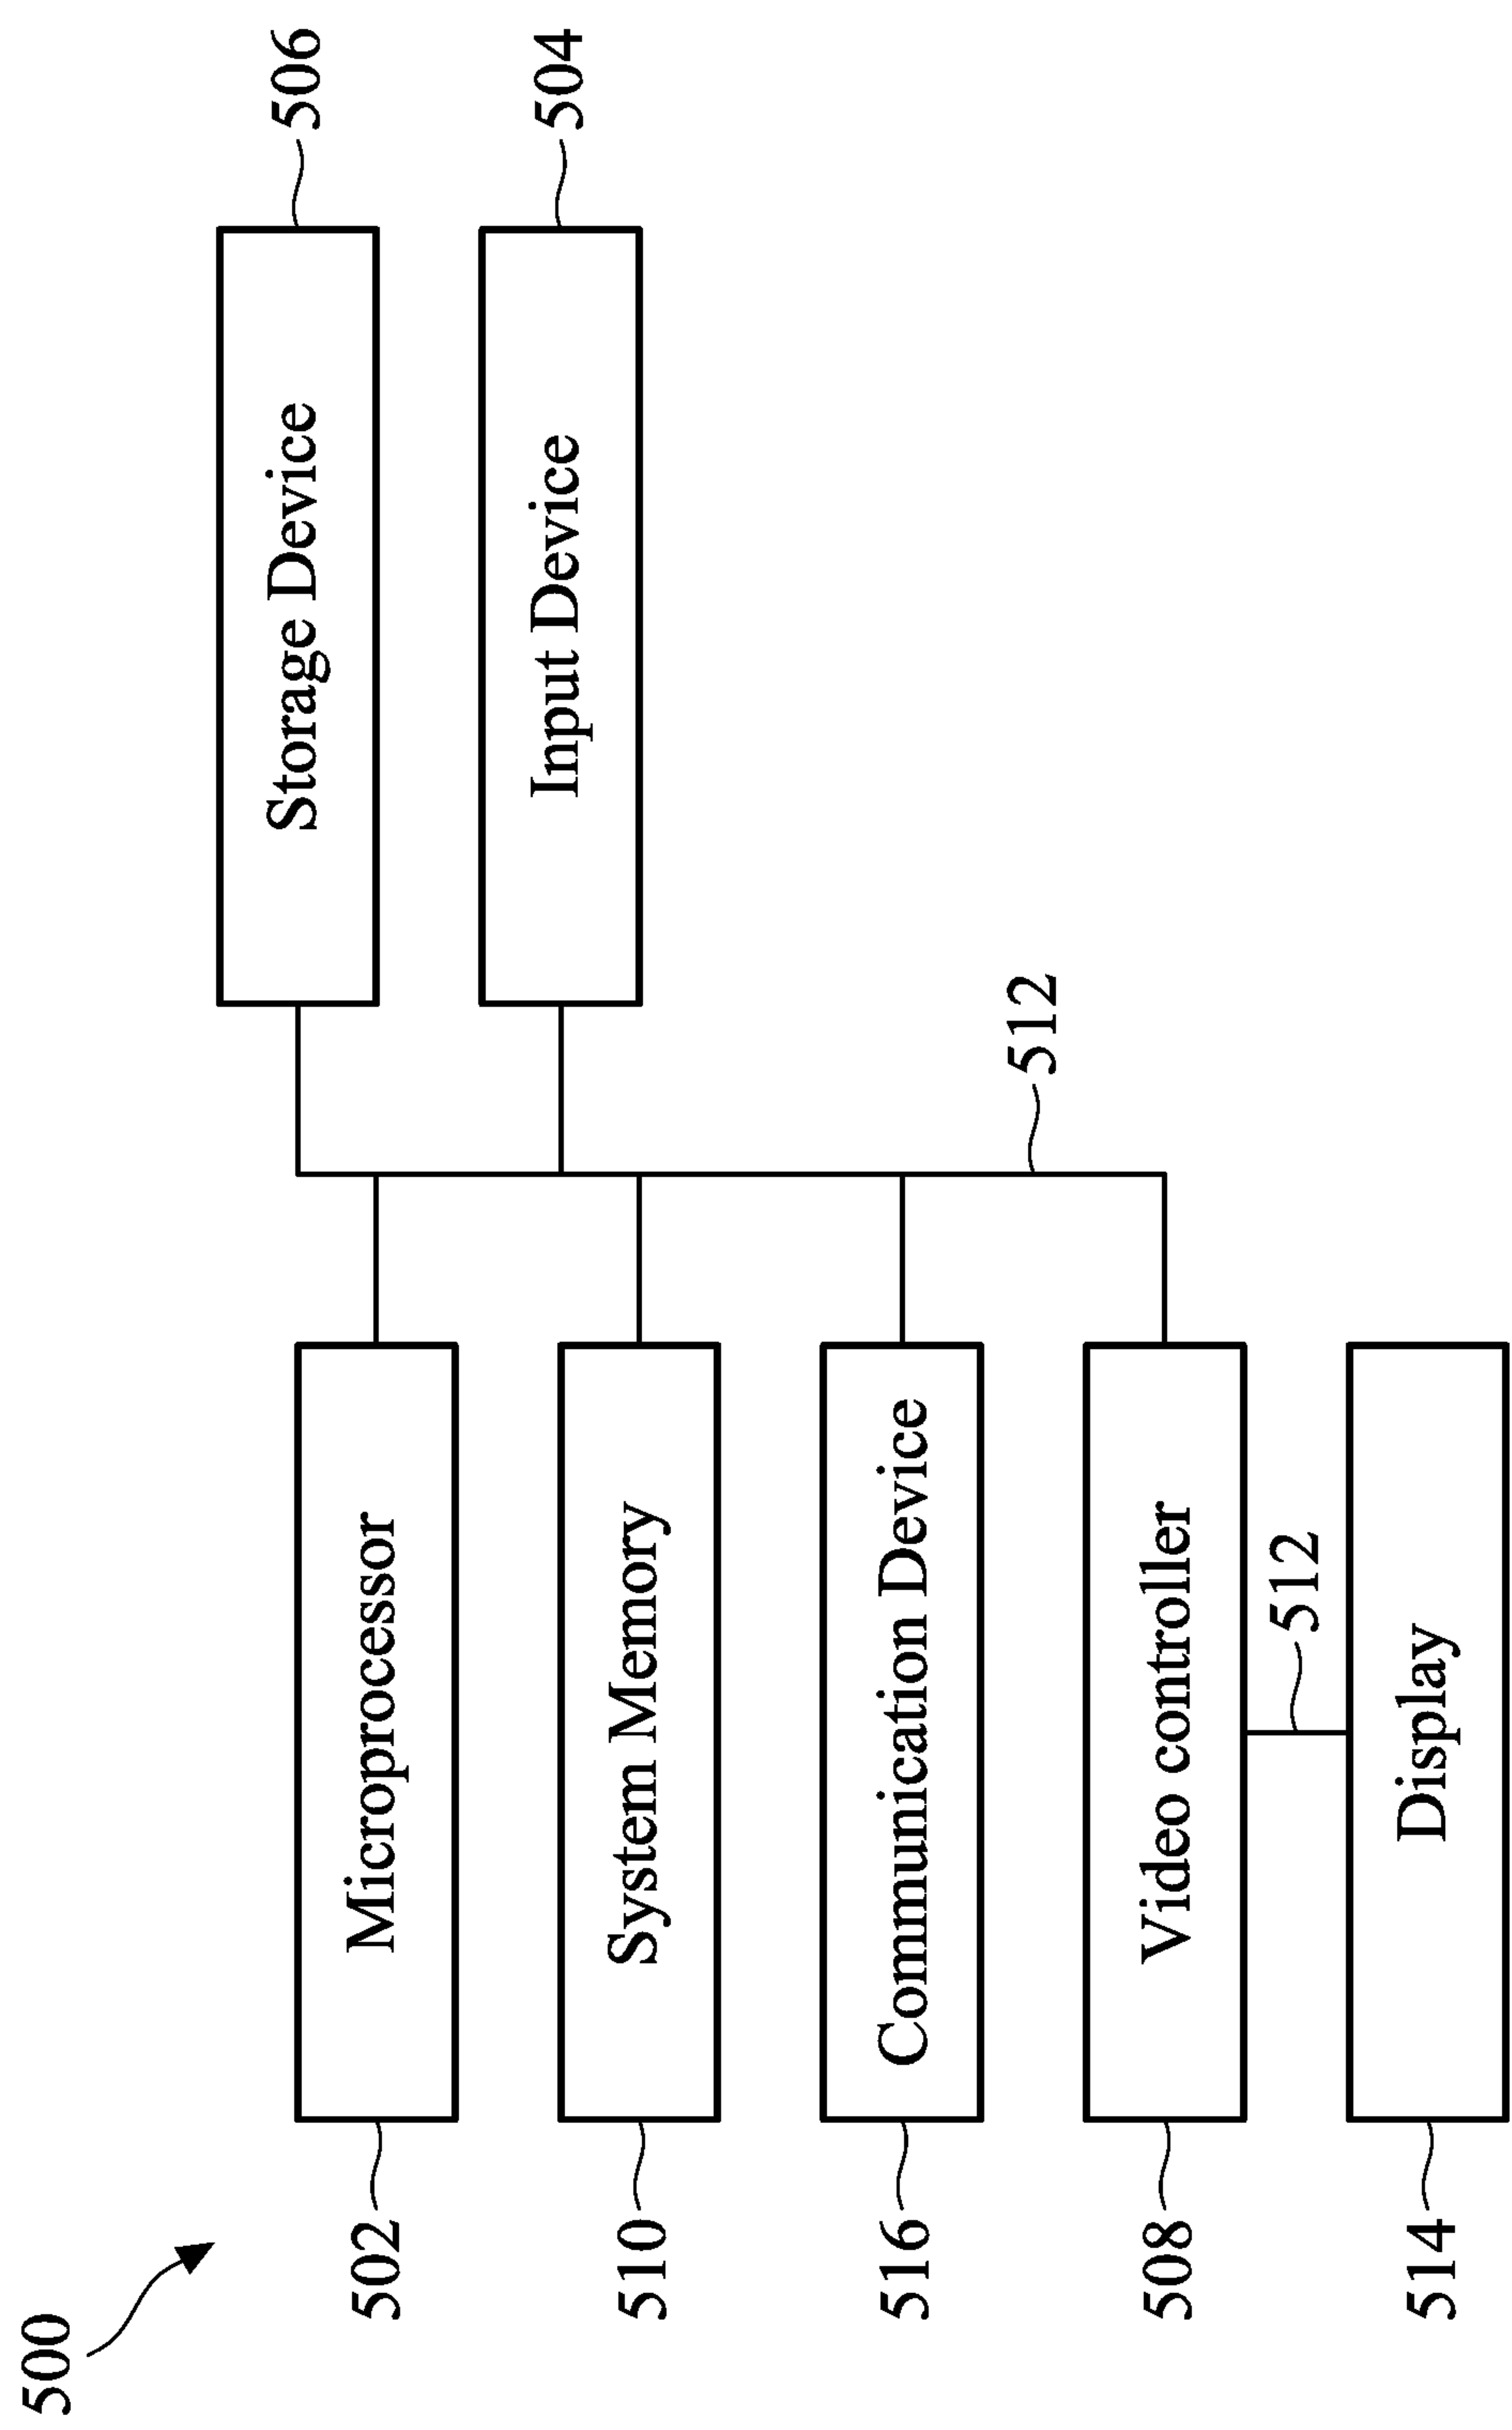 500
502
Microprocessor
Storage Device
506
510
System Memory
Input Device
504
516
Communication Device
512
508
Video controller
512
514
Display